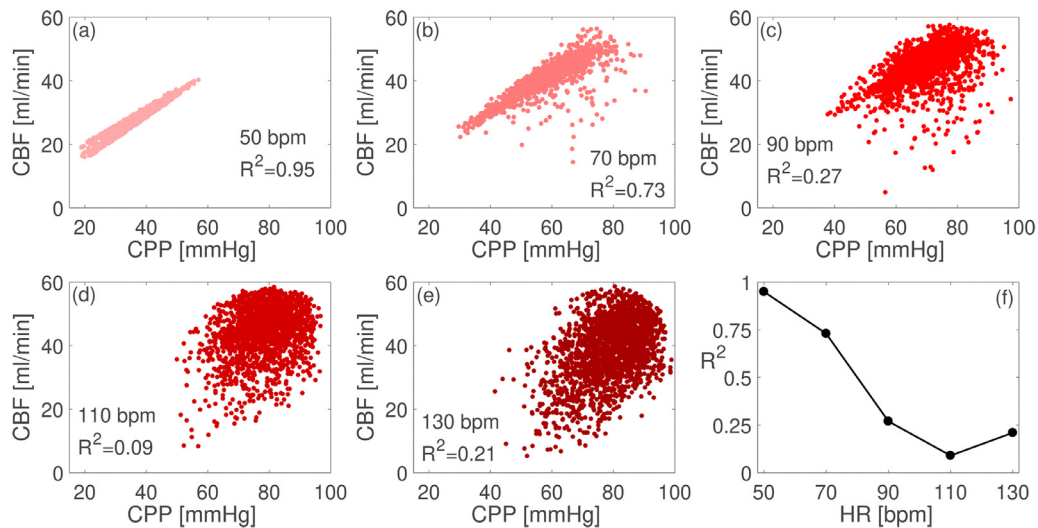 (a)
CBF [ml/min]
60
40
20
0
50 bpm
R²=0.95
20 40 60 80 100
CPP [mmHg]
(b)
CBF [ml/min]
60
40
20
0
70 bpm
R²=0.73
20 40 60 80 100
CPP [mmHg]
(c)
CBF [ml/min]
60
40
20
0
90 bpm
R²=0.27
20 40 60 80 100
CPP [mmHg]
(d)
CBF [ml/min]
60
40
20
0
110 bpm
R²=0.09
20 40 60 80 100
CPP [mmHg]
(e)
CBF [ml/min]
60
40
20
0
130 bpm
R²=0.21
20 40 60 80 100
CPP [mmHg]
(f)
R²
1
0.75
0.5
0.25
0
50 70 90 110 130
HR [bpm]